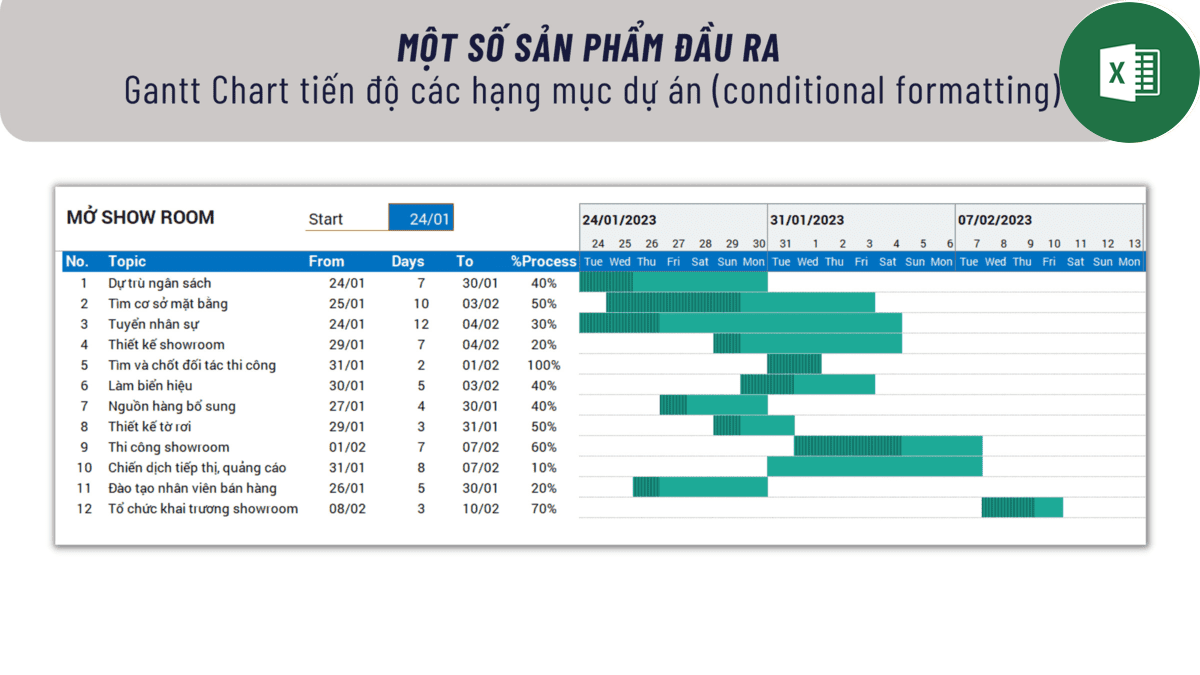 MỘT SỐ SẢN PHẨM ĐẦU RA
Gantt Chart tiến độ các hạng mục dự án (conditional formatting)
X
MỞ SHOW ROOM Start 24/01 24/01/2023 31/01/2023 07/02/2023
24 25 26 27 28 29 30 31 1 2 3 4 5 6 7 8 9 10 11 12 13
No. Topic From Days To %Process Tue Wed Thu Fri Sat Sun Mon Tue Wed Thu Fri Sat Sun Mon Tue Wed Thu Fri Sat Sun Mon
1 Dự trù ngân sách 24/01 7 30/01 40%
2 Tìm cơ sở mặt bằng 25/01 10 03/02 50%
3 Tuyển nhân sự 24/01 12 04/02 30%
4 Thiết kế showroom 29/01 7 04/02 20%
5 Tìm và chốt đối tác thi công 31/01 2 01/02 100%
6 Làm biển hiệu 30/01 5 03/02 40%
7 Nguồn hàng bổ sung 27/01 4 30/01 40%
8 Thiết kế tờ rơi 29/01 3 31/01 50%
9 Thi công showroom 01/02 7 07/02 60%
10 Chiến dịch tiếp thị, quảng cáo 31/01 8 07/02 10%
11 Đào tạo nhân viên bán hàng 26/01 5 30/01 20%
12 Tổ chức khai trương showroom 08/02 3 10/02 70%